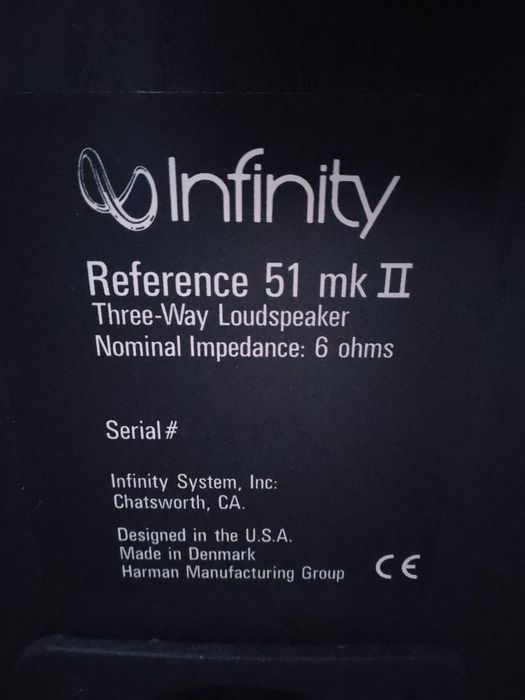 Infinity
Reference 51 mk II
Three-Way Loudspeaker
Nominal Impedance: 6 ohms
Serial #
Infinity System, Inc:
Chatsworth, CA.
Designed in the U.S.A.
Made in Denmark
Harman Manufacturing Group CE